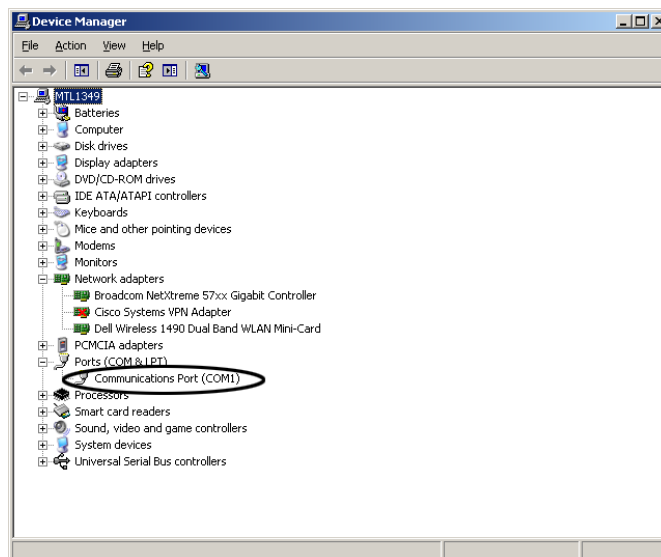 Device Manager
File Action View Help
MTL1349
Batteries
Computer
Disk drives
Display adapters
DVD/CD-ROM drives
IDE ATA/ATAPI controllers
Keyboards
Mice and other pointing devices
Modems
Monitors
Network adapters
Broadcom NetXtreme 57xx Gigabit Controller
Cisco Systems VPN Adapter
Dell Wireless 1490 Dual Band WLAN Mini-Card
PCMCIA adapters
Ports (COM & LPT)
Communications Port (COM1)
Processors
Smart card readers
Sound, video and game controllers
System devices
Universal Serial Bus controllers